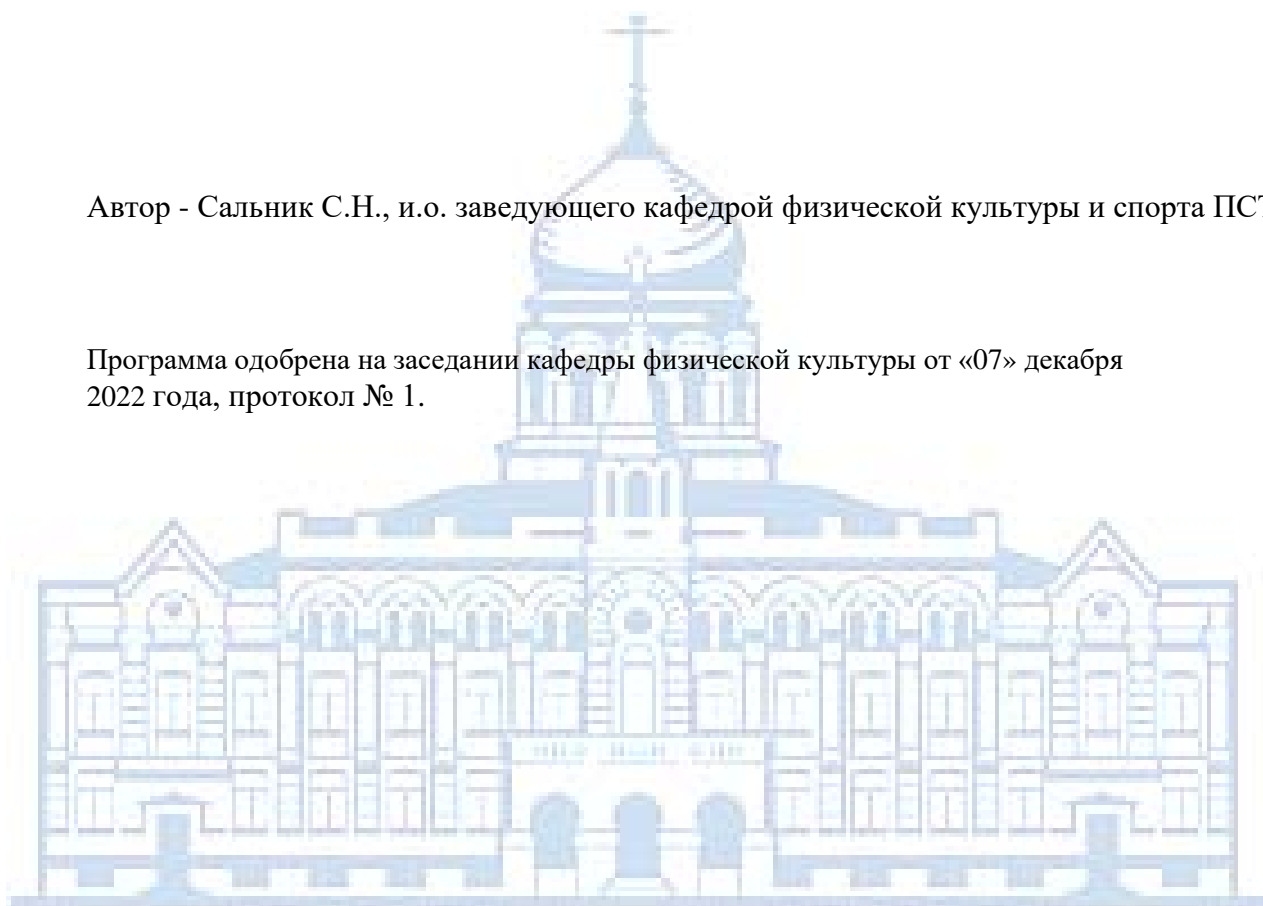 Автор - Сальник С.Н., и.о. заведующего кафедрой физической культуры и спорта
Программа одобрена на заседании кафедры физической культуры от «07» декабря
2022 года, протокол № 1.